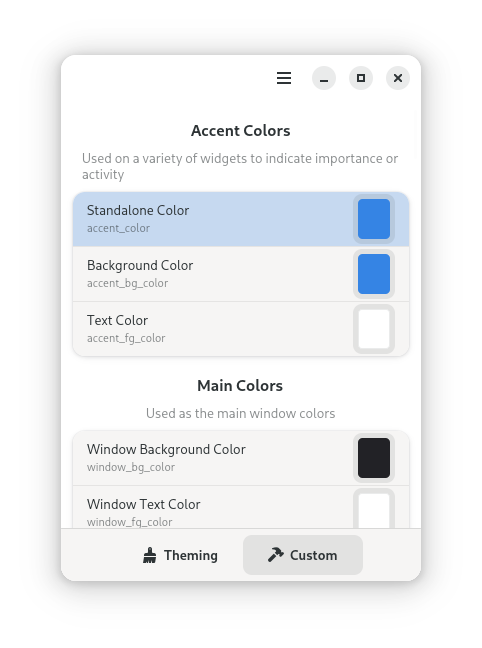 Accent Colors
Used on a variety of widgets to indicate importance or
activity
Standalone Color
accent_color
Background Color
accent_bg_color
Text Color
accent_fg_color
Main Colors
Used as the main window colors
Window Background Color
window_bg_color
Window Text Color
window_fg_color
Theming
Custom